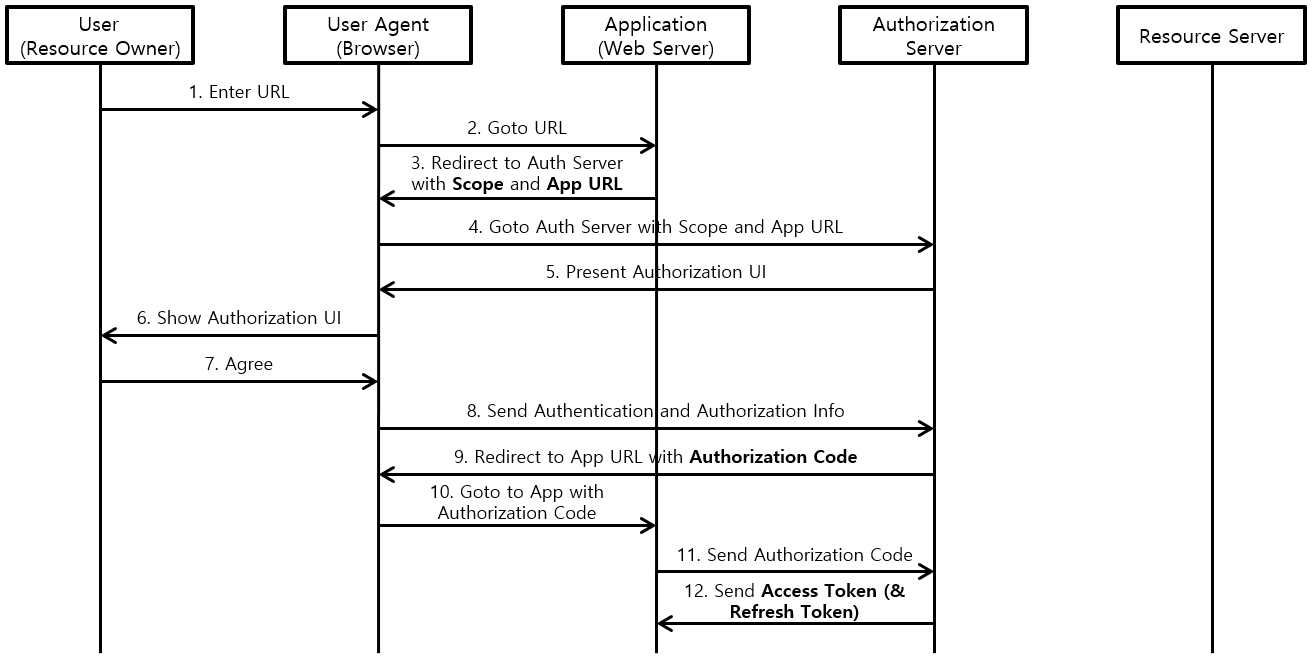 User
(Resource Owner)
User Agent
(Browser)
Application
(Web Server)
Authorization
Server
Resource Server
1. Enter URL
2. Goto URL
3. Redirect to Auth Server
with Scope and App URL
4. Goto Auth Server with Scope and App URL
5. Present Authorization UI
6. Show Authorization UI
7. Agree
8. Send Authentication and Authorization Info
9. Redirect to App URL with Authorization Code
10. Goto to App with
Authorization Code
11. Send Authorization Code
12. Send Access Token (&
Refresh Token)